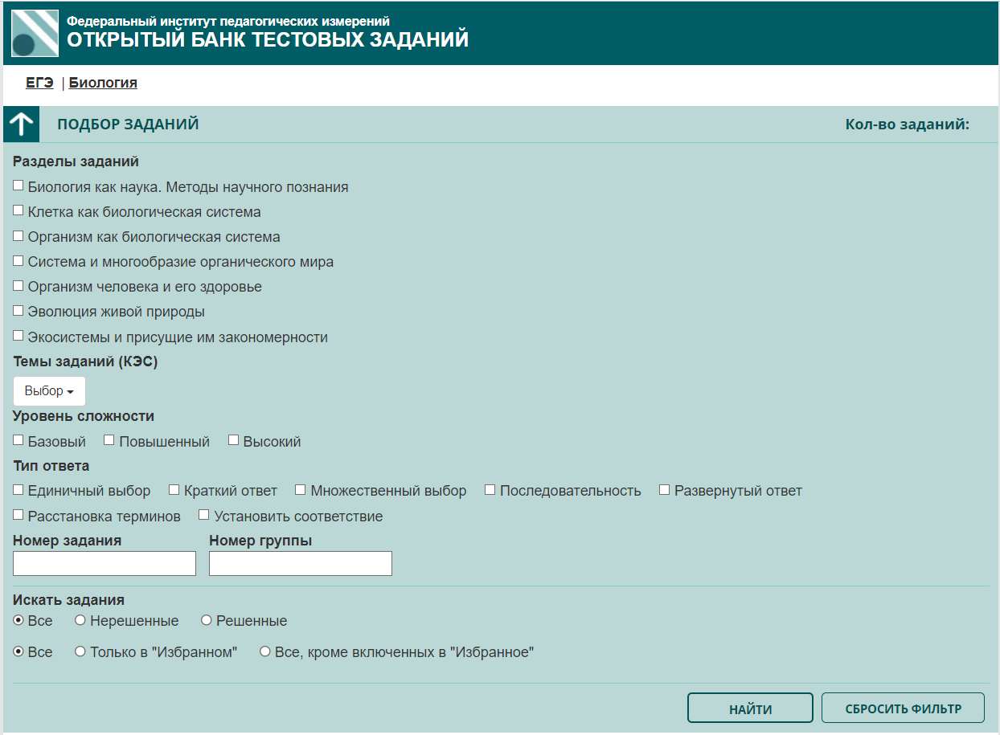 Федеральный институт педагогических измерений
ОТКРЫТЫЙ БАНК ТЕСТОВЫХ ЗАДАНИЙ
ЕГЭ | Биология
ПОДБОР ЗАДАНИЙ Кол-во заданий:
Разделы заданий
Биология как наука. Методы научного познания
Клетка как биологическая система
Организм как биологическая система
Система и многообразие органического мира
Организм человека и его здоровье
Эволюция живой природы
Экосистемы и присущие им закономерности
Темы заданий (КЭС)
Выбор
Уровень сложности
Базовый Повышенный Высокий
Тип ответа
Единичный выбор Краткий ответ Множественный выбор Последовательность Развернутый ответ
Расстановка терминов Установить соответствие
Номер задания Номер группы
Искать задания
Все Нерешенные Решенные
Все Только в "Избранном" Все, кроме включенных в "Избранное"
НАЙТИ СБРОСИТЬ ФИЛЬТР